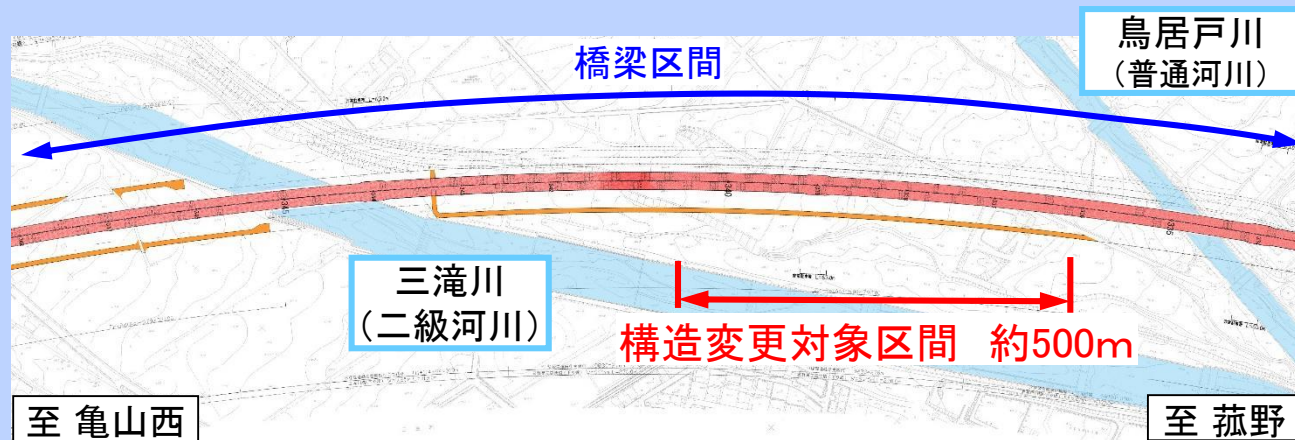 鳥居戸川
（普通河川）
橋梁区間
三滝川
（二級河川）
構造変更対象区間　約500m
至 亀山西
至 菰野